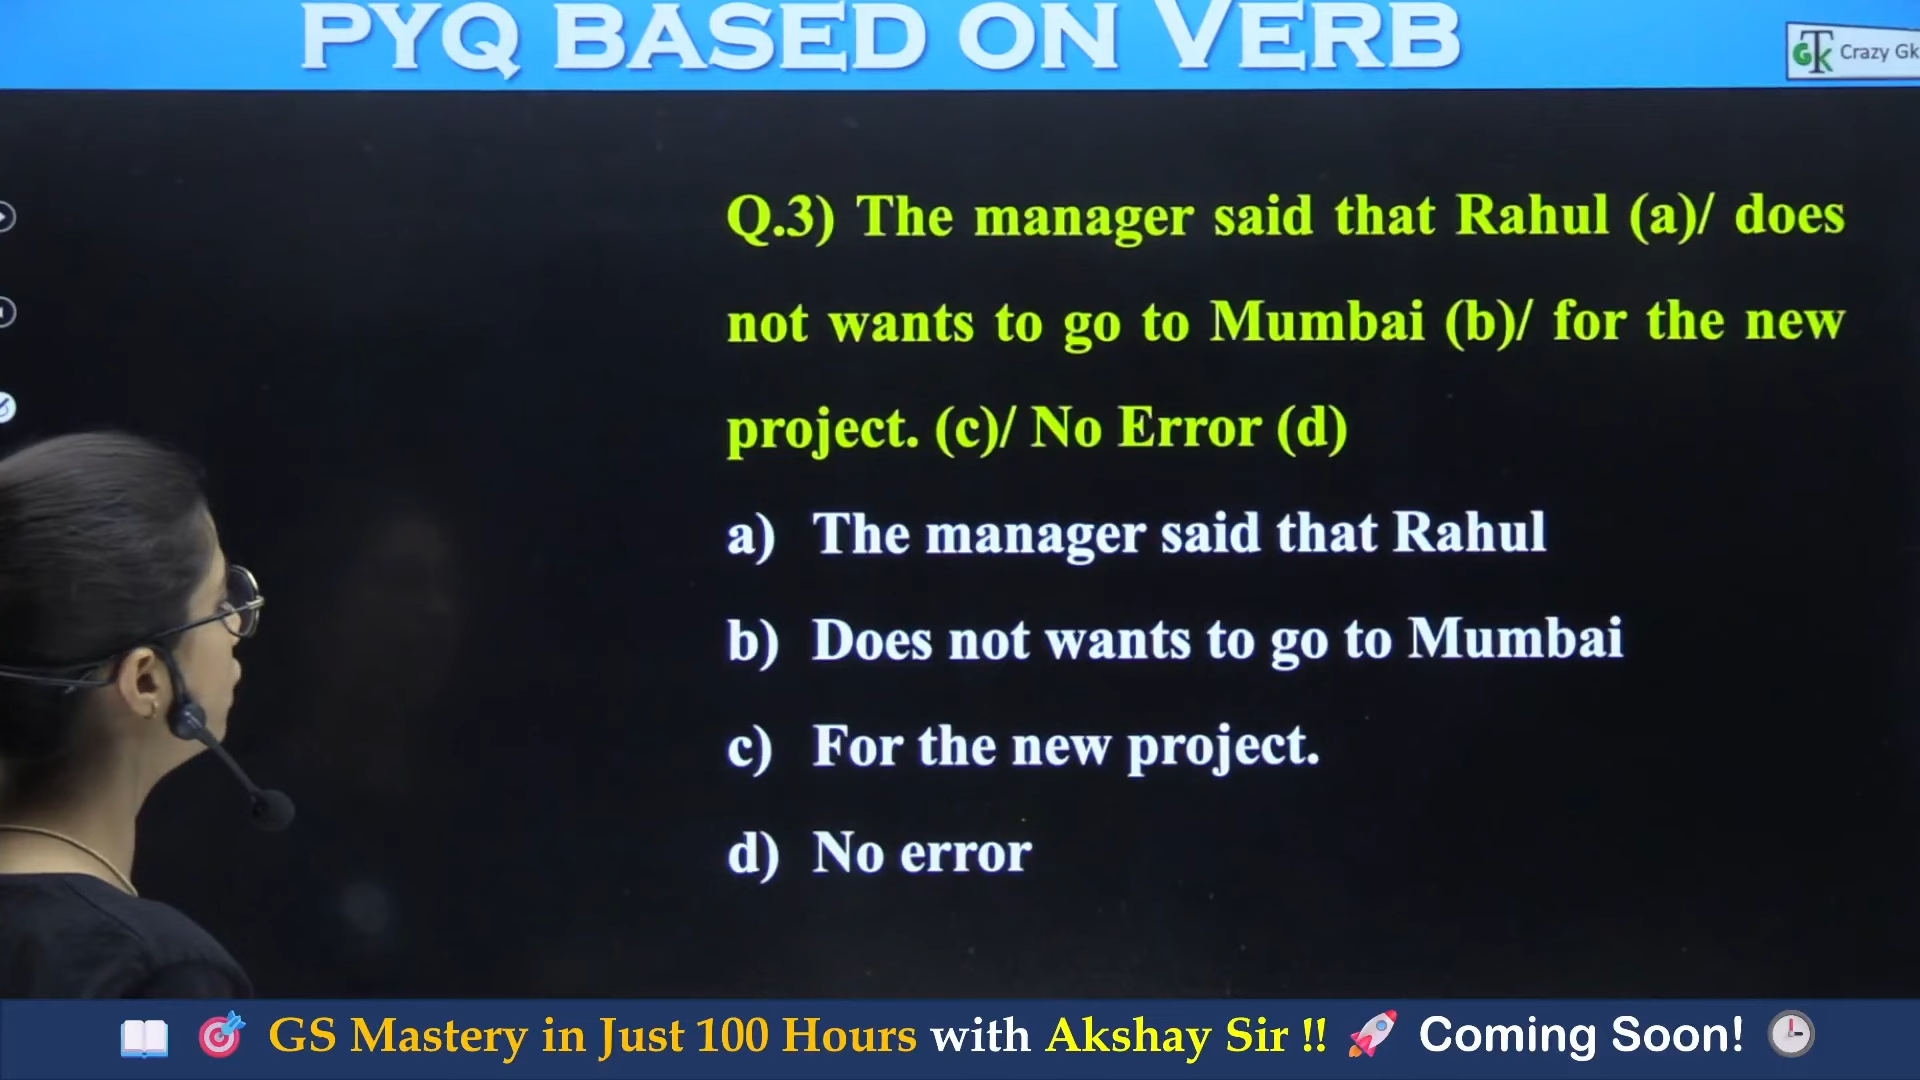 PYQ BASED ON VERB
Crazy Gk
Q.3) The manager said that Rahul (a)/ does
not wants to go to Mumbai (b)/ for the new
project. (c)/ No Error (d)
a) The manager said that Rahul
b) Does not wants to go to Mumbai
c) For the new project.
d) No error
GS Mastery in Just 100 Hours with Akshay Sir !! Coming Soon!